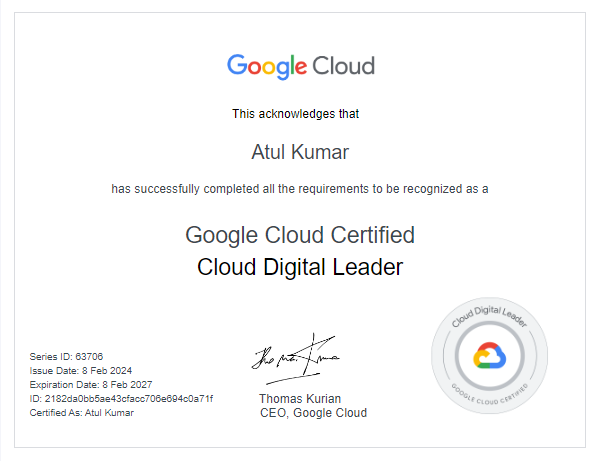 Google Cloud
This acknowledges that
Atul Kumar
has successfully completed all the requirements to be recognized as a
Google Cloud Certified
Cloud Digital Leader
Series ID: 63706
Issue Date: 8 Feb 2024
Expiration Date: 8 Feb 2027
ID: 2182da0bb5ae43cfacc706e694c0a71f
Certified As: Atul Kumar
Thomas Kurian
CEO, Google Cloud
Cloud Digital Leader
GOOGLE CLOUD CERTIFIED